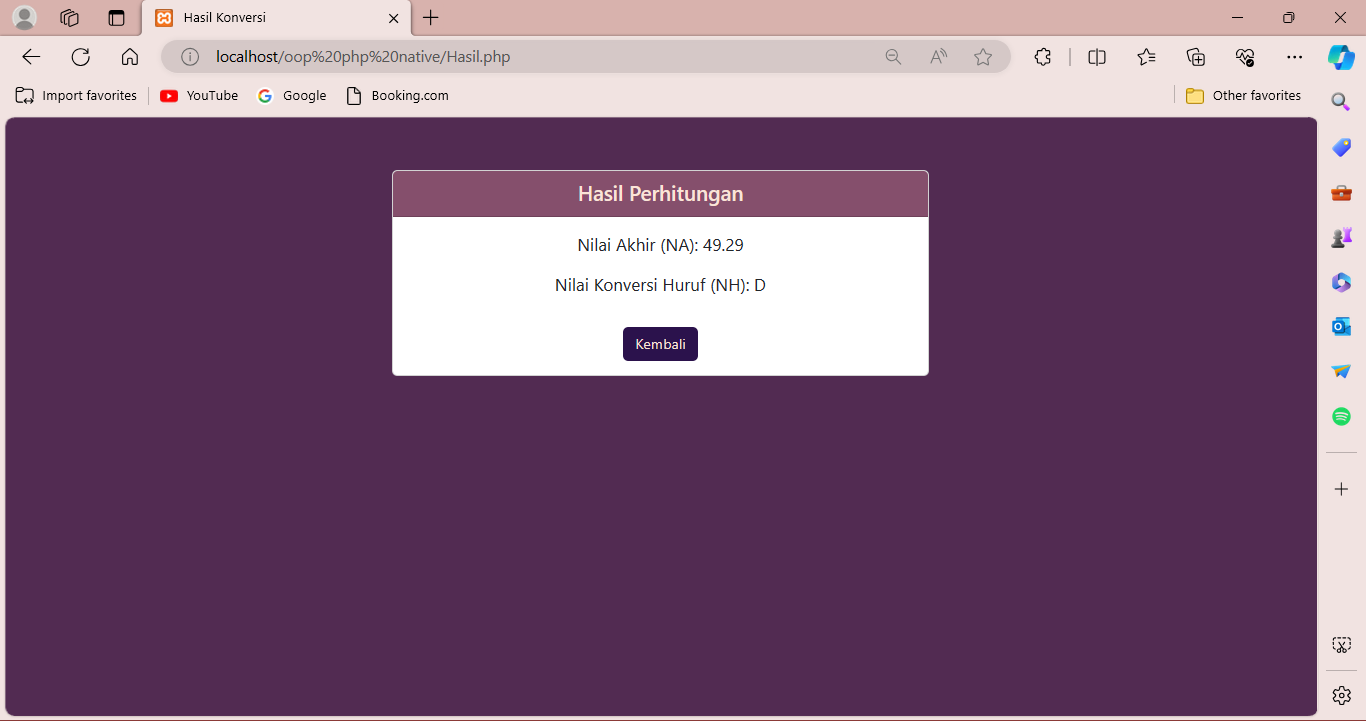 Hasil Konversi
localhost/oop%20php%20native/Hasil.php
Import favorites
YouTube
Google
Booking.com
Other favorites
Hasil Perhitungan
Nilai Akhir (NA): 49.29
Nilai Konversi Huruf (NH): D
Kembali